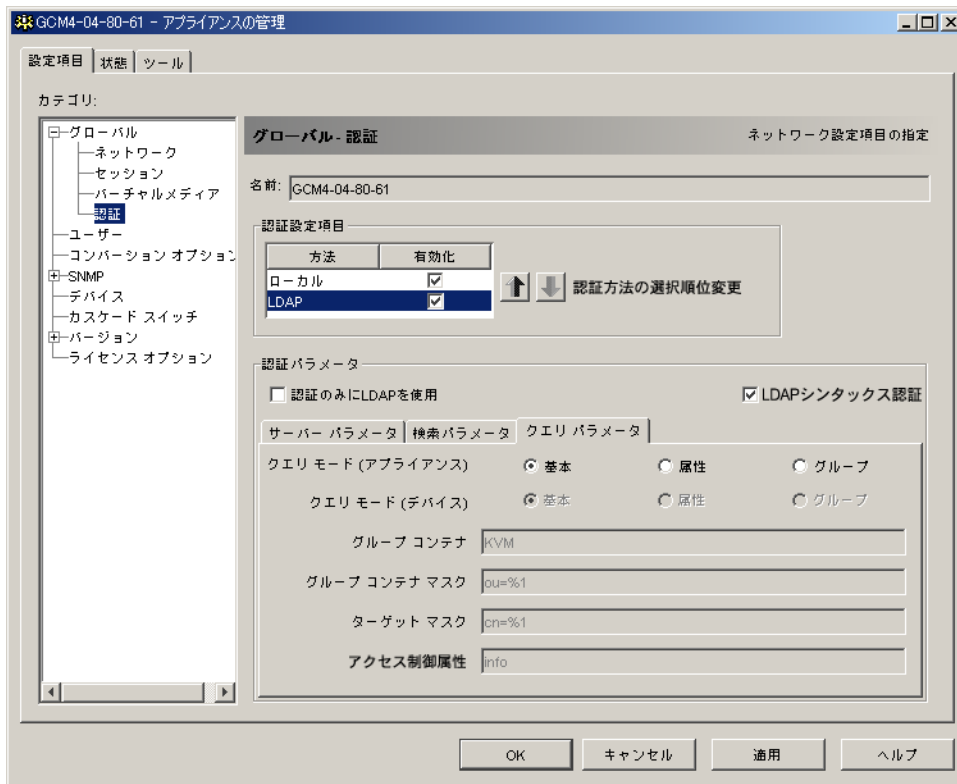 GCM4-04-80-61 - アプライアンスの管理
設定項目 状態 ツール
カテゴリ:
グローバル
ネットワーク
セッション
バーチャルメディア
認証
ユーザー
コンバーション オプション
SNMP
デバイス
カスケード スイッチ
バージョン
ライセンス オプション
グローバル - 認証 ネットワーク設定項目の指定
名前: GCM4-04-80-61
認証設定項目
方法 有効化
ローカル
LDAP
認証方法の選択順位変更
認証パラメータ
認証のみにLDAPを使用 LDAPシンタックス認証
サーバー パラメータ 検索パラメータ クエリ パラメータ
クエリ モード (アプライアンス) 基本 属性 グループ
クエリ モード (デバイス) 基本 属性 グループ
グループ コンテナ KVM
グループ コンテナ マスク ou=%1
ターゲット マスク cn=%1
アクセス制御属性 info
OK キャンセル 適用 ヘルプ